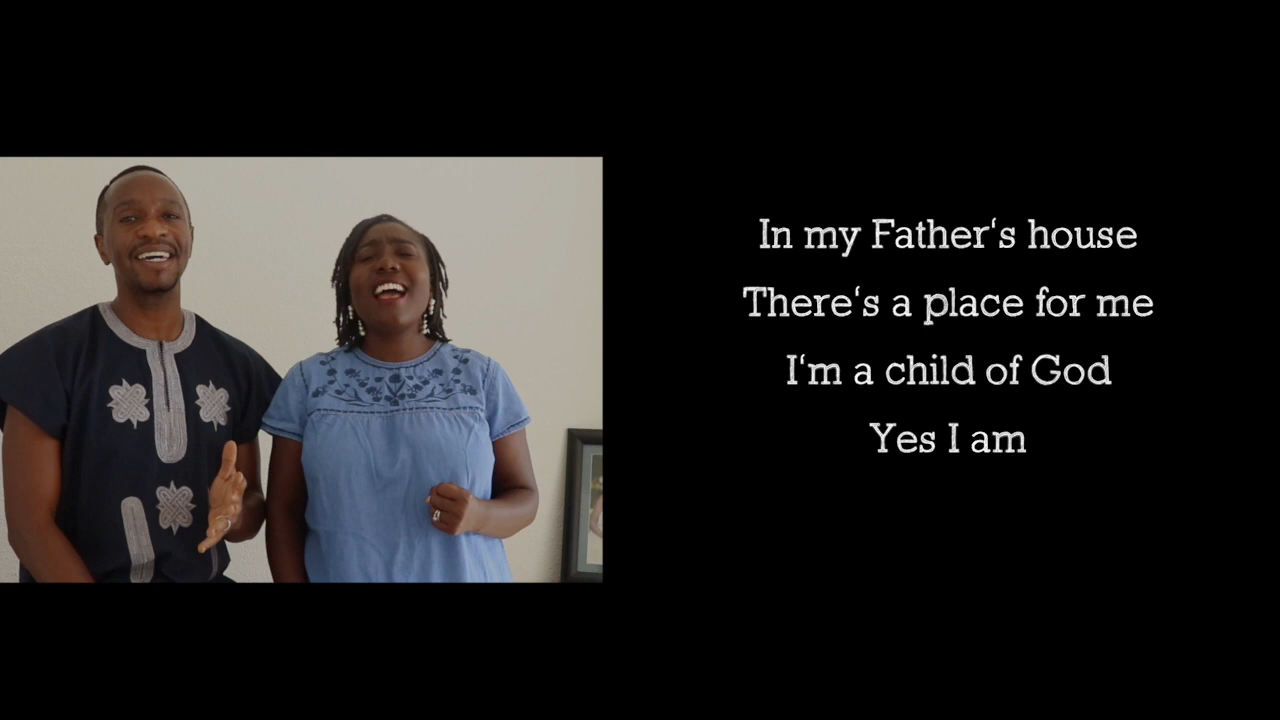 In my Father‘s house
There‘s a place for me
I‘m a child of God
Yes I am